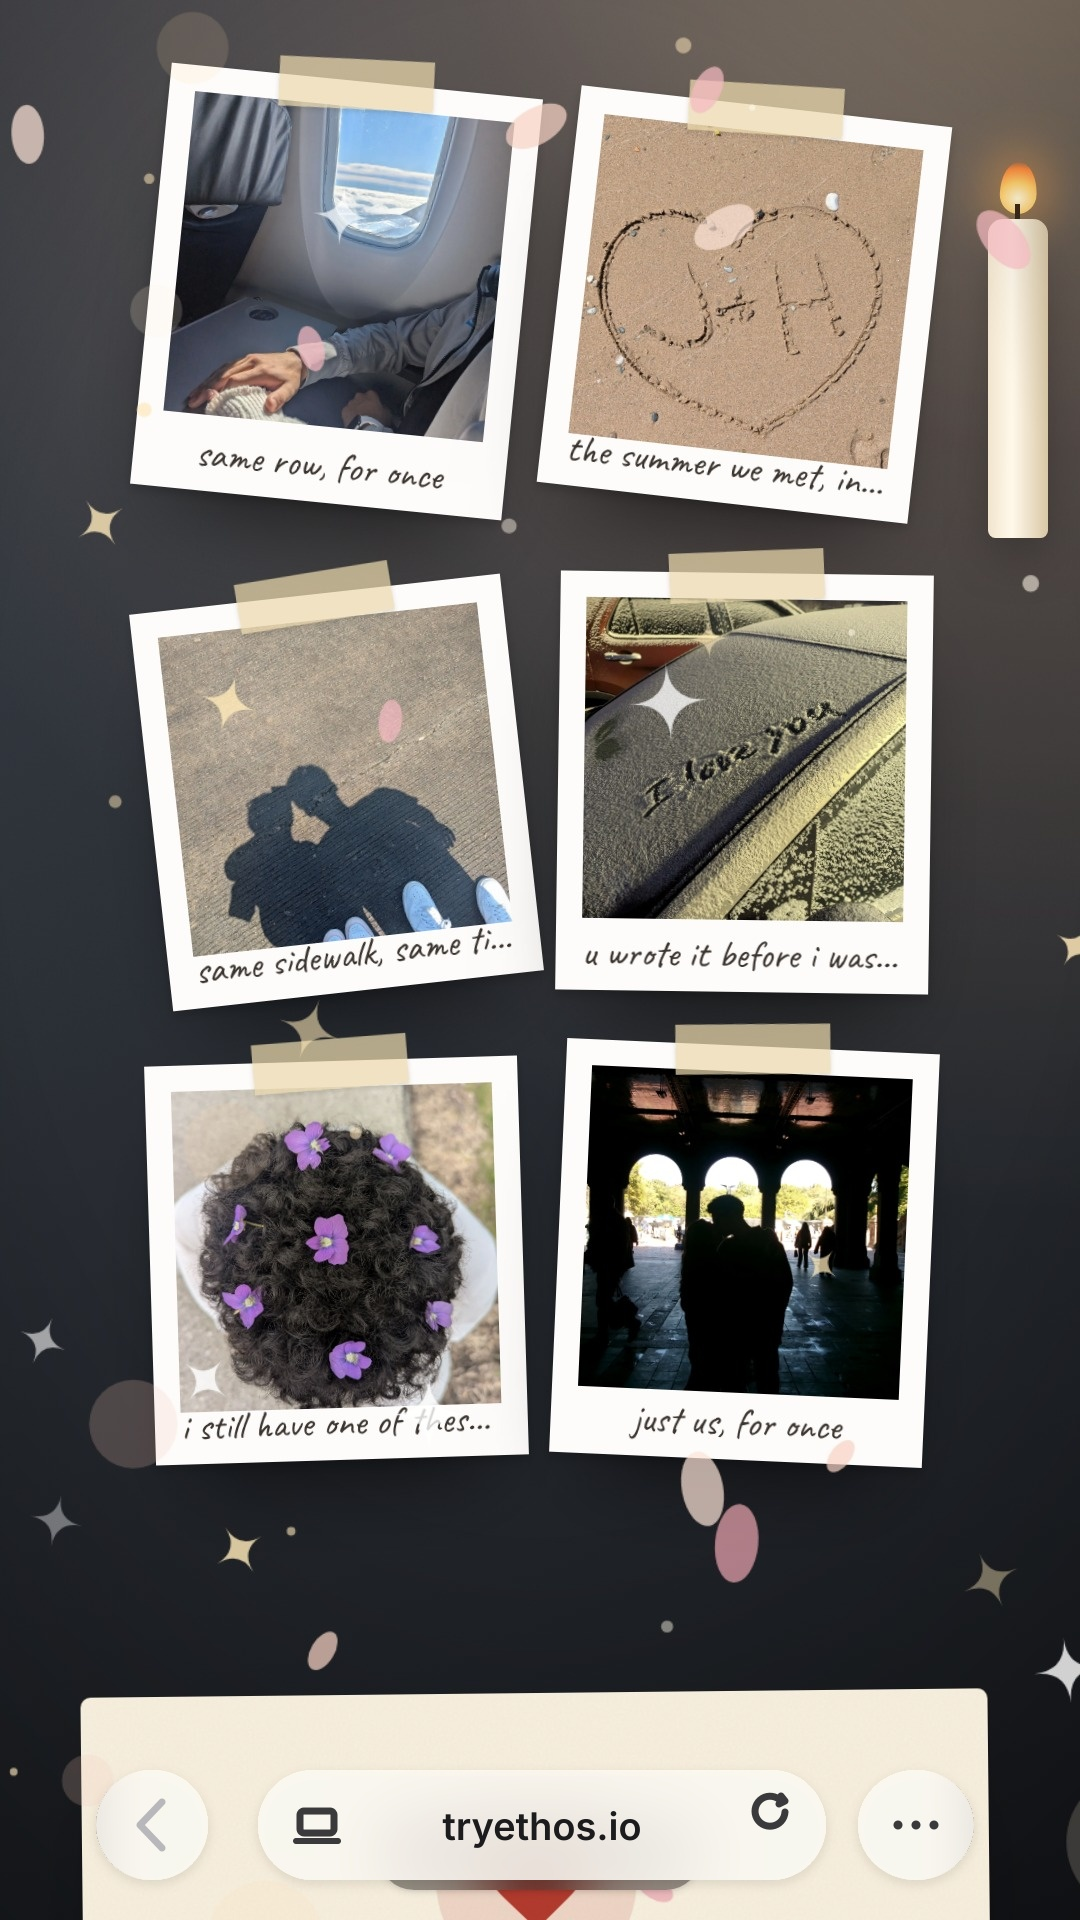 same row, for once
J+H
the summer we met, in...
same sidewalk, same ti...
I love you
u wrote it before i was...
i still have one of thes...
just us, for once
tryethos.io